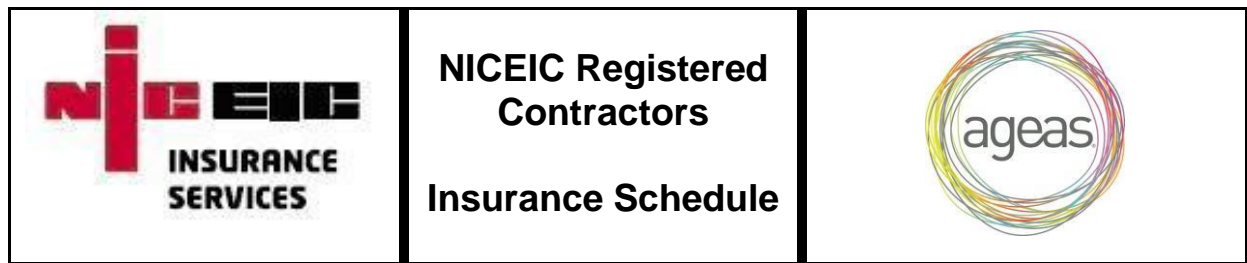 NICEIC
INSURANCE
SERVICES
NICEIC Registered
Contractors
Insurance Schedule
ageas